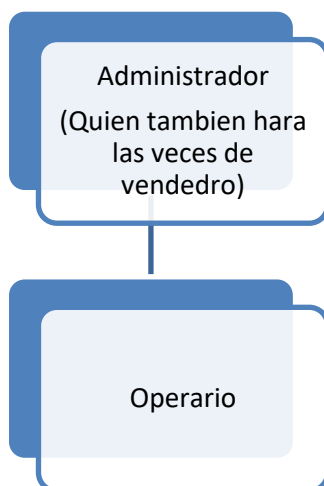 Administrador
(Quien tambien hara
las veces de
vendedro)
Operario